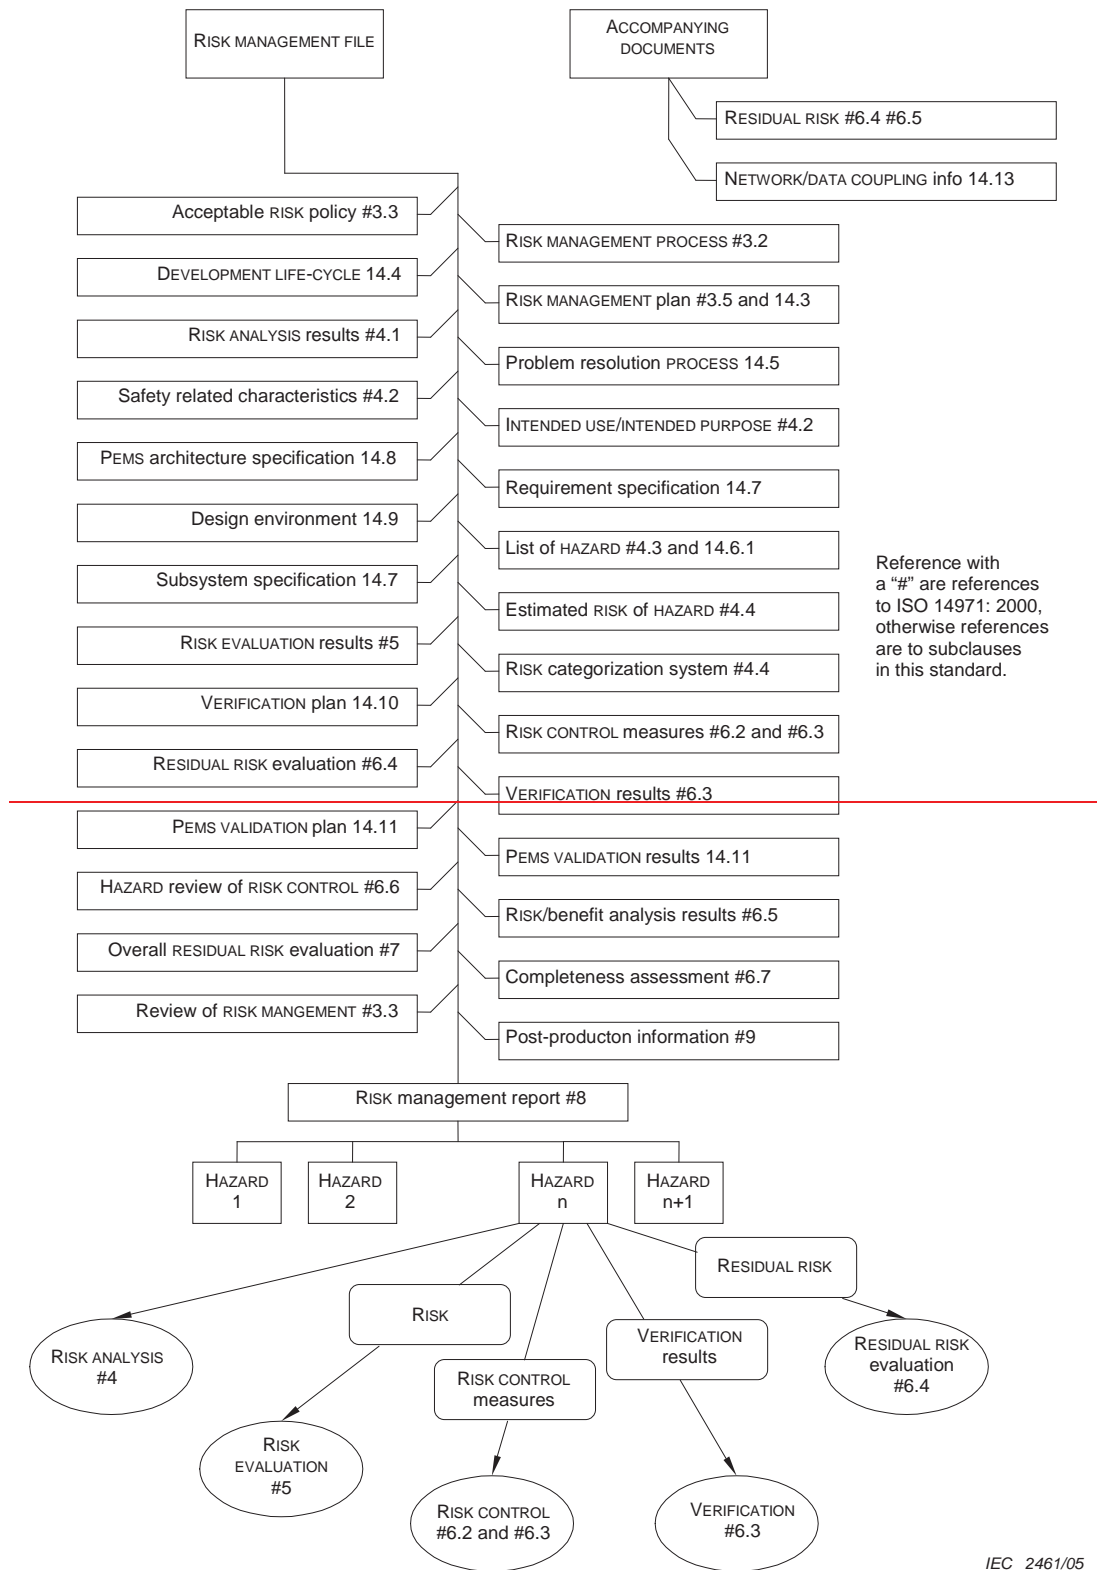 RISK MANAGEMENT FILE
ACCOMPANYING
DOCUMENTS
RESIDUAL RISK #6.4 #6.5
NETWORK/DATA COUPLING info 14.13
Acceptable RISK policy #3.3
RISK MANAGEMENT PROCESS #3.2
DEVELOPMENT LIFE-CYCLE 14.4
RISK MANAGEMENT plan #3.5 and 14.3
RISK ANALYSIS results #4.1
Problem resolution PROCESS 14.5
Safety related characteristics #4.2
INTENDED USE/INTENDED PURPOSE #4.2
PEMS architecture specification 14.8
Requirement specification 14.7
Design environment 14.9
List of HAZARD #4.3 and 14.6.1
Subsystem specification 14.7
Estimated RISK of HAZARD #4.4
RISK EVALUATION results #5
RISK categorization system #4.4
VERIFICATION plan 14.10
RISK CONTROL measures #6.2 and #6.3
RESIDUAL RISK evaluation #6.4
VERIFICATION results #6.3
PEMS VALIDATION plan 14.11
PEMS VALIDATION results 14.11
HAZARD review of RISK CONTROL #6.6
RISK/benefit analysis results #6.5
Overall RESIDUAL RISK evaluation #7
Completeness assessment #6.7
Review of RISK MANGEMENT #3.3
Post-producton information #9
Reference with
a “#” are references
to ISO 14971: 2000,
otherwise references
are to subclauses
in this standard.
RISK management report #8
HAZARD
1
HAZARD
2
HAZARD
n
HAZARD
n+1
RESIDUAL RISK
RISK
VERIFICATION
results
RISK CONTROL
measures
RISK ANALYSIS
#4
RESIDUAL RISK
evaluation
#6.4
RISK
EVALUATION
#5
RISK CONTROL
#6.2 and #6.3
VERIFICATION
#6.3
IEC 2461/05